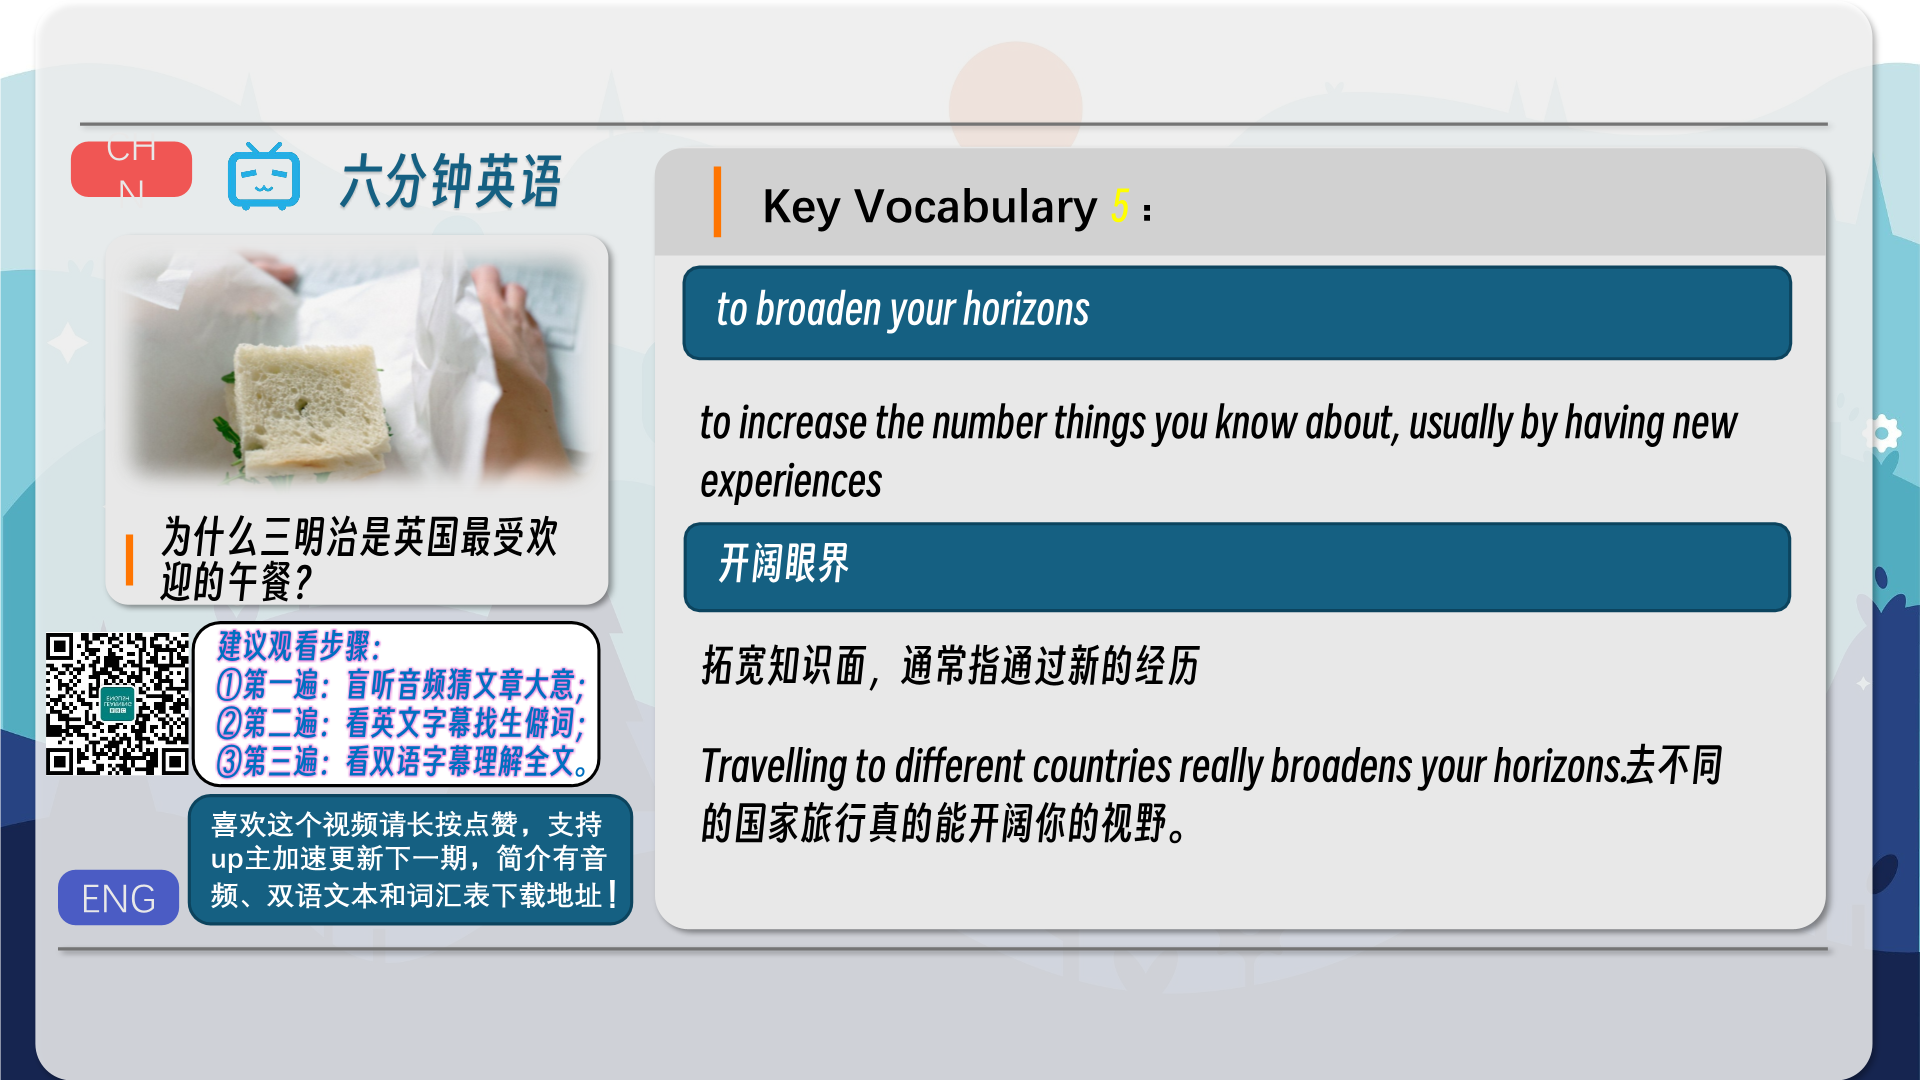 CH
N
六分钟英语
为什么三明治是英国最受欢
迎的午餐？
建议观看步骤：
①第一遍：盲听音频猜文章大意；
②第二遍：看英文字幕找生僻词；
③第三遍：看双语字幕理解全文。
喜欢这个视频请长按点赞，支持
up主加速更新下一期，简介有音
频、双语文本和词汇表下载地址！
ENG
Key Vocabulary 5：
to broaden your horizons
to increase the number things you know about, usually by having new
experiences
开阔眼界
拓宽知识面，通常指通过新的经历
Travelling to different countries really broadens your horizons.去不同
的国家旅行真的能开阔你的视野。